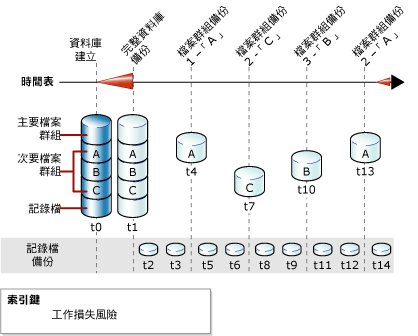 資料庫
建立
完整資料庫
備份
檔案群組備份
1 -「A」
檔案群組備份
2 -「C」
檔案群組備份
3 -「B」
檔案群組備份
2 -「A」
時間表
主要檔案
群組
次要檔案
群組
記錄檔
A
B
C
t0
A
B
C
t1
A
t4
C
t7
B
t10
A
t13
記錄檔
備份
t2 t3 t5 t6 t8 t9 t11 t12 t14
索引鍵
工作損失風險